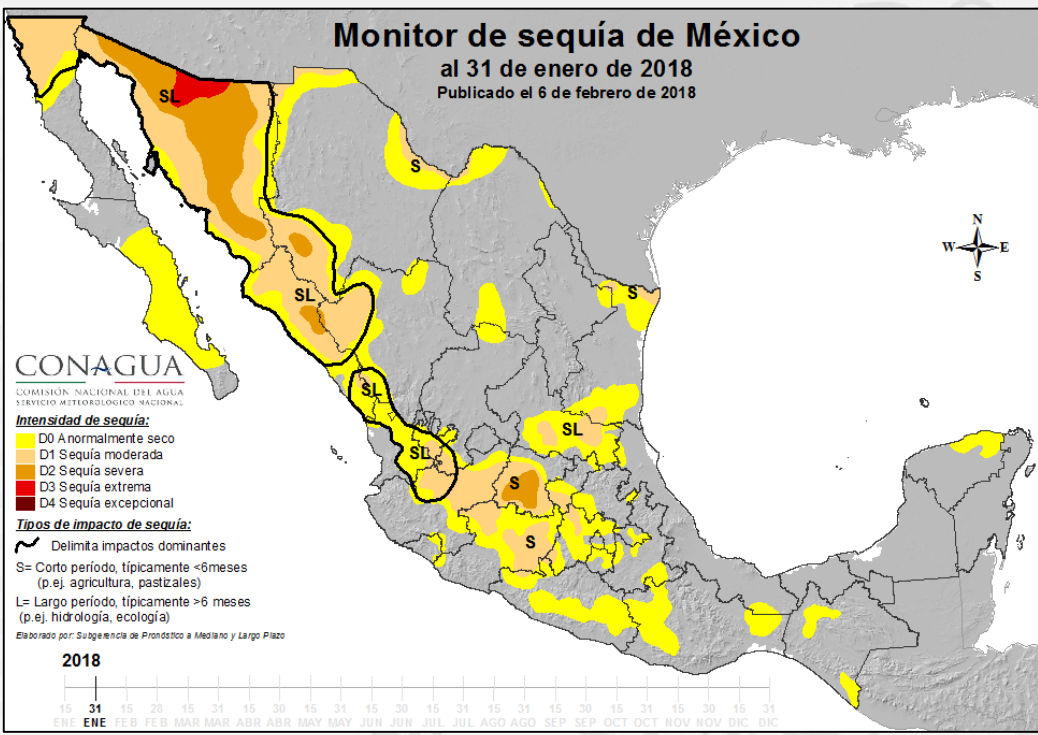 Monitor de sequía de México
al 31 de enero de 2018
Publicado el 6 de febrero de 2018
SL
S
N
W
E
S
SL
S
CONAGUA
COMISIÓN NACIONAL DEL AGUA
SERVICIO METEOROLÓGICO NACIONAL
SL
SL
SL
S
S
Intensidad de sequía:
D0 Anormalmente seco
D1 Sequía moderada
D2 Sequía severa
D3 Sequía extrema
D4 Sequía excepcional
Tipos de impacto de sequía:
Delimita impactos dominantes
S= Corto período, típicamente <6meses
(p.ej. agricultura, pastizales)
L= Largo período, típicamente >6 meses
(p.ej. hidrología, ecología)
Elaborado por: Subgerencia de Pronóstico a Mediano y Largo Plazo
2018
15 31 15 28 15 31 15 30 15 31 15 30 15 31 15 31 15 30 15 31 15 30 15 31
ENE ENE FEB FEB MAR MAR ABR ABR MAY MAY JUN JUN JUL JUL AGO AGO SEP SEP OCT OCT NOV NOV DIC DIC